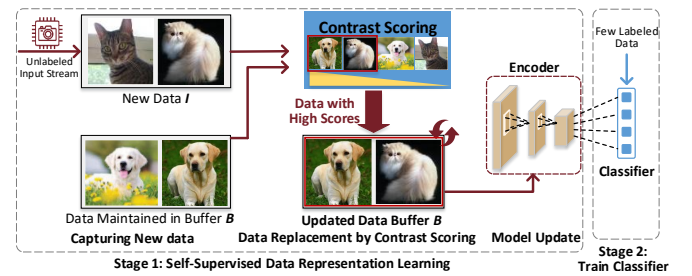 Unlabeled
Input Stream
New Data I
Data Maintained in Buffer B
Capturing New data
Contrast Scoring
Data with
High Scores
Updated Data Buffer B
Data Replacement by Contrast Scoring
Encoder
Model Update
Stage 1: Self-Supervised Data Representation Learning
Few Labeled
Data
Classifier
Stage 2:
Train Classifier